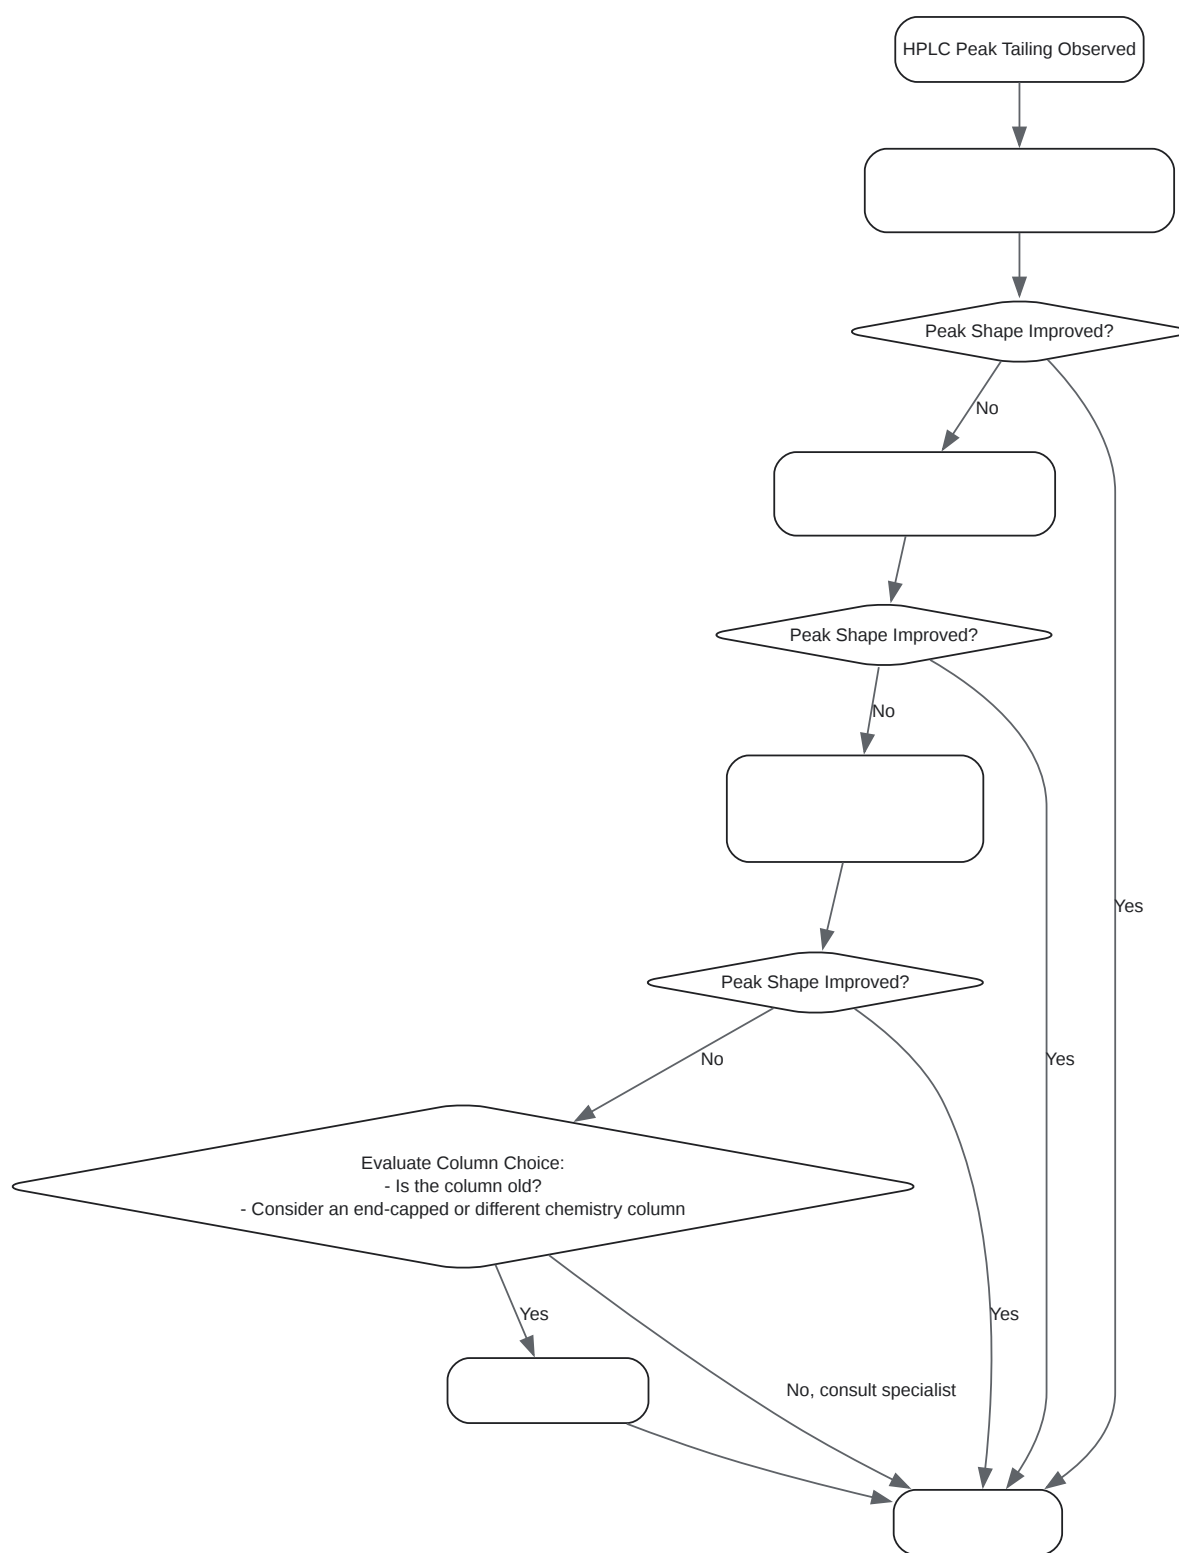 HPLC Peak Tailing Observed
Peak Shape Improved?
No
Peak Shape Improved?
No
Yes
Peak Shape Improved?
No
Yes
Evaluate Column Choice:
- Is the column old?
- Consider an end-capped or different chemistry column
Yes
Yes
No, consult specialist